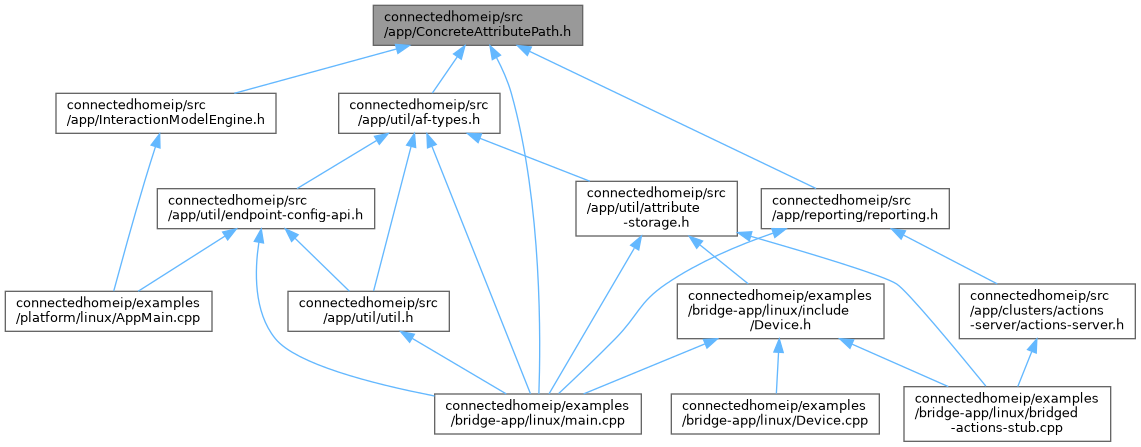 connectedhomeip/src
/app/ConcreteAttributePath.h
connectedhomeip/src
/app/InteractionModelEngine.h
connectedhomeip/src
/app/util/af-types.h
connectedhomeip/src
/app/util/endpoint-config-api.h
connectedhomeip/src
/app/util/attribute
-storage.h
connectedhomeip/src
/app/reporting/reporting.h
connectedhomeip/examples
/platform/linux/AppMain.cpp
connectedhomeip/src
/app/util/util.h
connectedhomeip/examples
/bridge-app/linux/include
/Device.h
connectedhomeip/src
/app/clusters/actions
-server/actions-server.h
connectedhomeip/examples
/bridge-app/linux/main.cpp
connectedhomeip/examples
/bridge-app/linux/Device.cpp
connectedhomeip/examples
/bridge-app/linux/bridged
-actions-stub.cpp